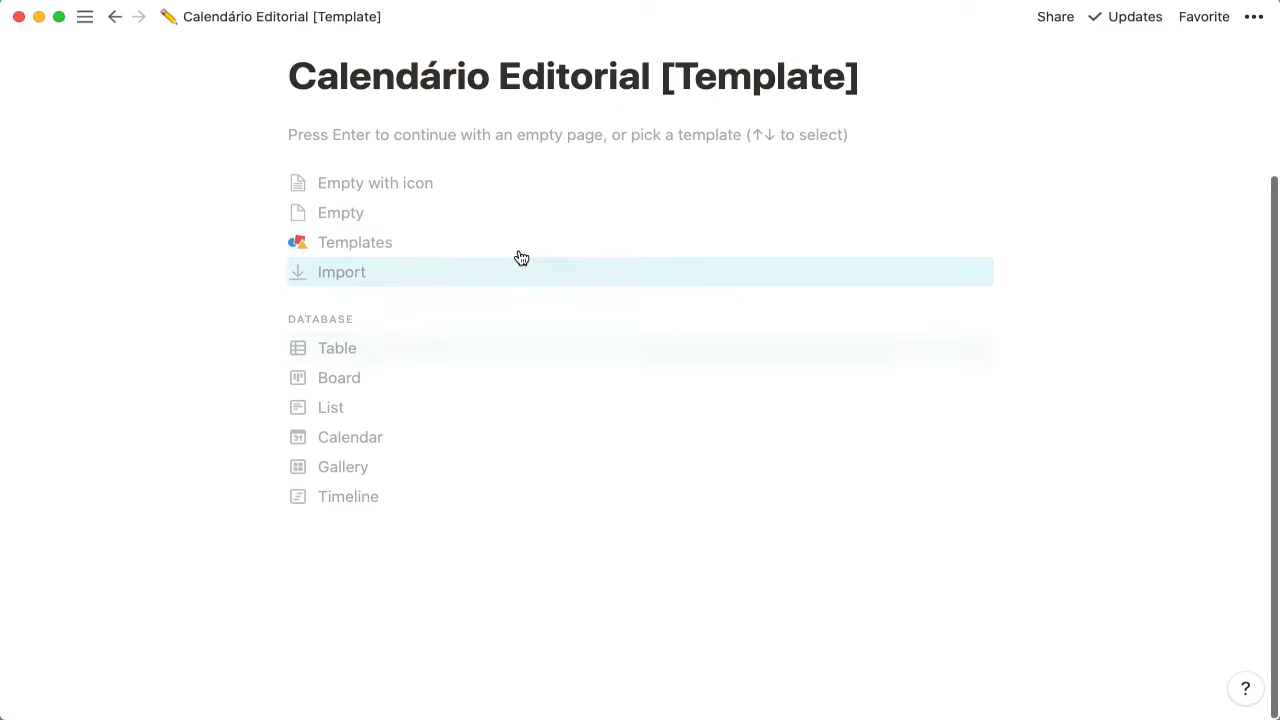 Calendário Editorial [Template]
Share
Updates
Favorite
Calendário Editorial [Template]
Press Enter to continue with an empty page, or pick a template (↑↓ to select)
Empty with icon
Empty
Templates
Import
DATABASE
Table
Board
List
31 Calendar
Gallery
Timeline
?